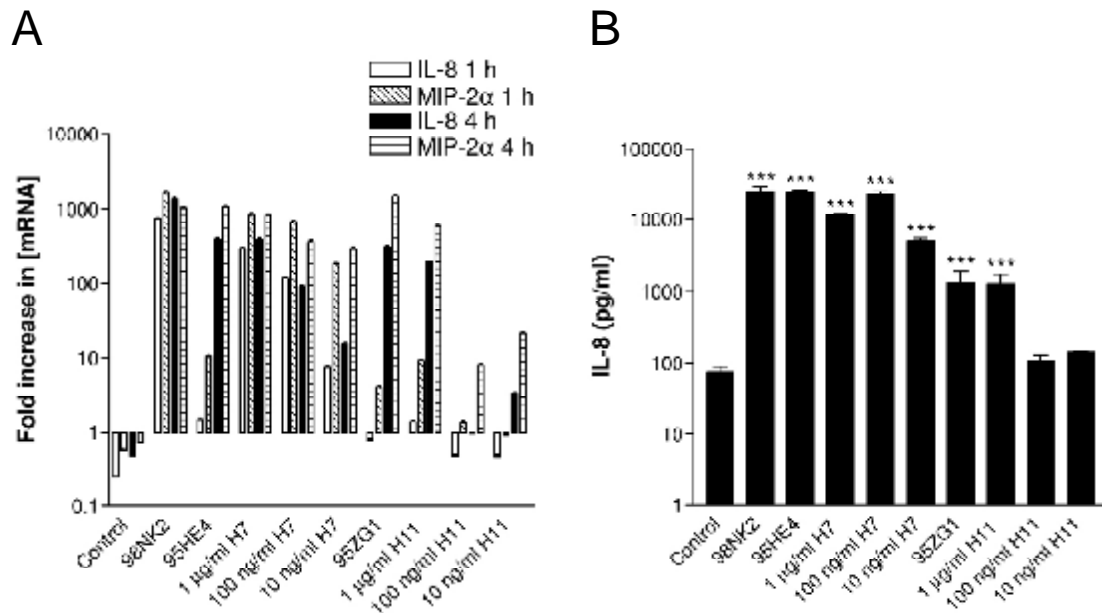 A
B
IL-8 1 h
MIP-2α 1 h
IL-8 4 h
MIP-2α 4 h
Fold increase in [mRNA]
10000
1000
100
10
1
0.1
Control
98NK2
95HE4
1 µg/ml H7
100 ng/ml H7
10 ng/ml H7
95ZG1
1 µg/ml H11
100 ng/ml H11
10 ng/ml H11
IL-8 (pg/ml)
100000
10000
1000
100
10
1
*** *** *** *** *** *** ***
Control
98NK2
95HE4
1 µg/ml H7
100 ng/ml H7
10 ng/ml H7
95ZG1
1 µg/ml H11
100 ng/ml H11
10 ng/ml H11